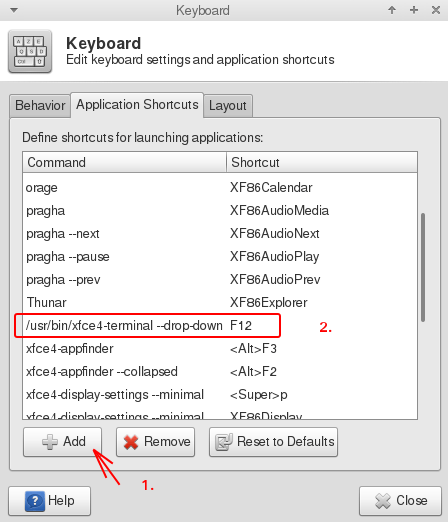 Keyboard
Keyboard
Edit keyboard settings and application shortcuts
Behavior Application Shortcuts Layout
Define shortcuts for launching applications:
Command Shortcut
orage XF86Calendar
pragha XF86AudioMedia
pragha --next XF86AudioNext
pragha --pause XF86AudioPlay
pragha --prev XF86AudioPrev
Thunar XF86Explorer
/usr/bin/xfce4-terminal --drop-down F12 2.
xfce4-appfinder <Alt>F3
xfce4-appfinder --collapsed <Alt>F2
xfce4-display-settings --minimal <Super>p
xfce4-display-settings --minimal XF86Display
Add Remove Reset to Defaults
1.
Help Close